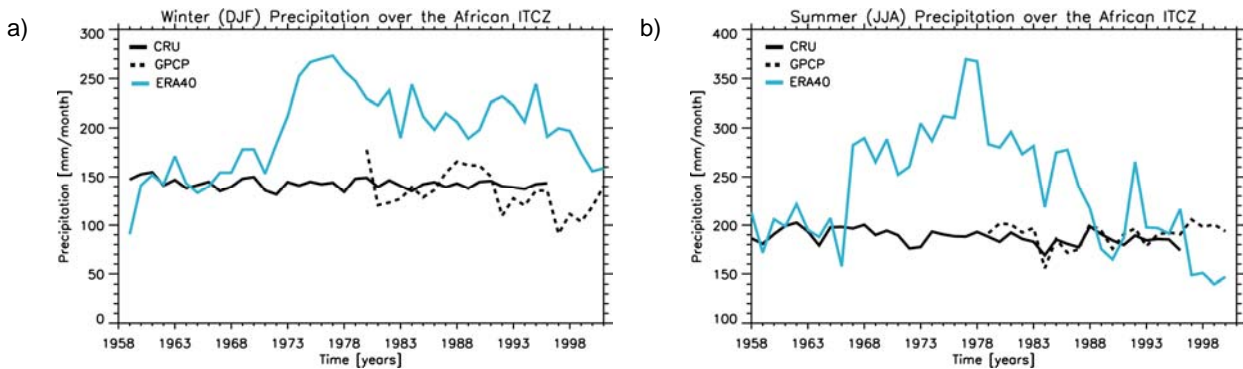 a)
Winter (DJF) Precipitation over the African ITCZ
Precipitation [mm/month]
300
250
200
150
100
50
0
CRU
GPCP
ERA40
1958 1963 1968 1973 1978 1983 1988 1993 1998
Time [years]
b)
Summer (JJA) Precipitation over the African ITCZ
Precipitation [mm/month]
400
350
300
250
200
150
100
CRU
GPCP
ERA40
1958 1963 1968 1973 1978 1983 1988 1993 1998
Time [years]